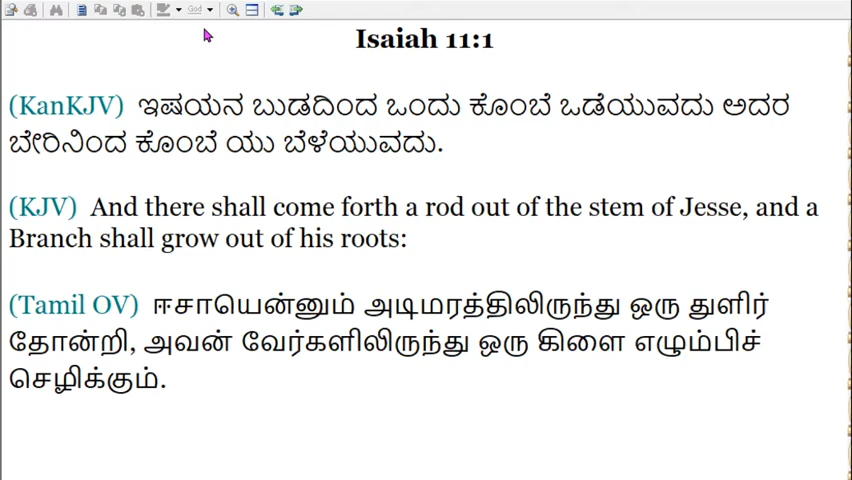 God
Isaiah 11:1
(KanKJV) ಇಷಯನ ಬುಡದಿಂದ ಒಂದು ಕೊಂಬೆ ಒಡೆಯುವದು ಅದರ
ಬೇರಿನಿಂದ ಕೊಂಬೆ ಯು ಬೆಳೆಯುವದು.
(KJV) And there shall come forth a rod out of the stem of Jesse, and a
Branch shall grow out of his roots:
(Tamil OV) ஈசாயென்னும் அடிமரத்திலிருந்து ஒரு துளிர்
தோன்றி, அவன் வேர்களிலிருந்து ஒரு கிளை எழும்பிச்
செழிக்கும்.